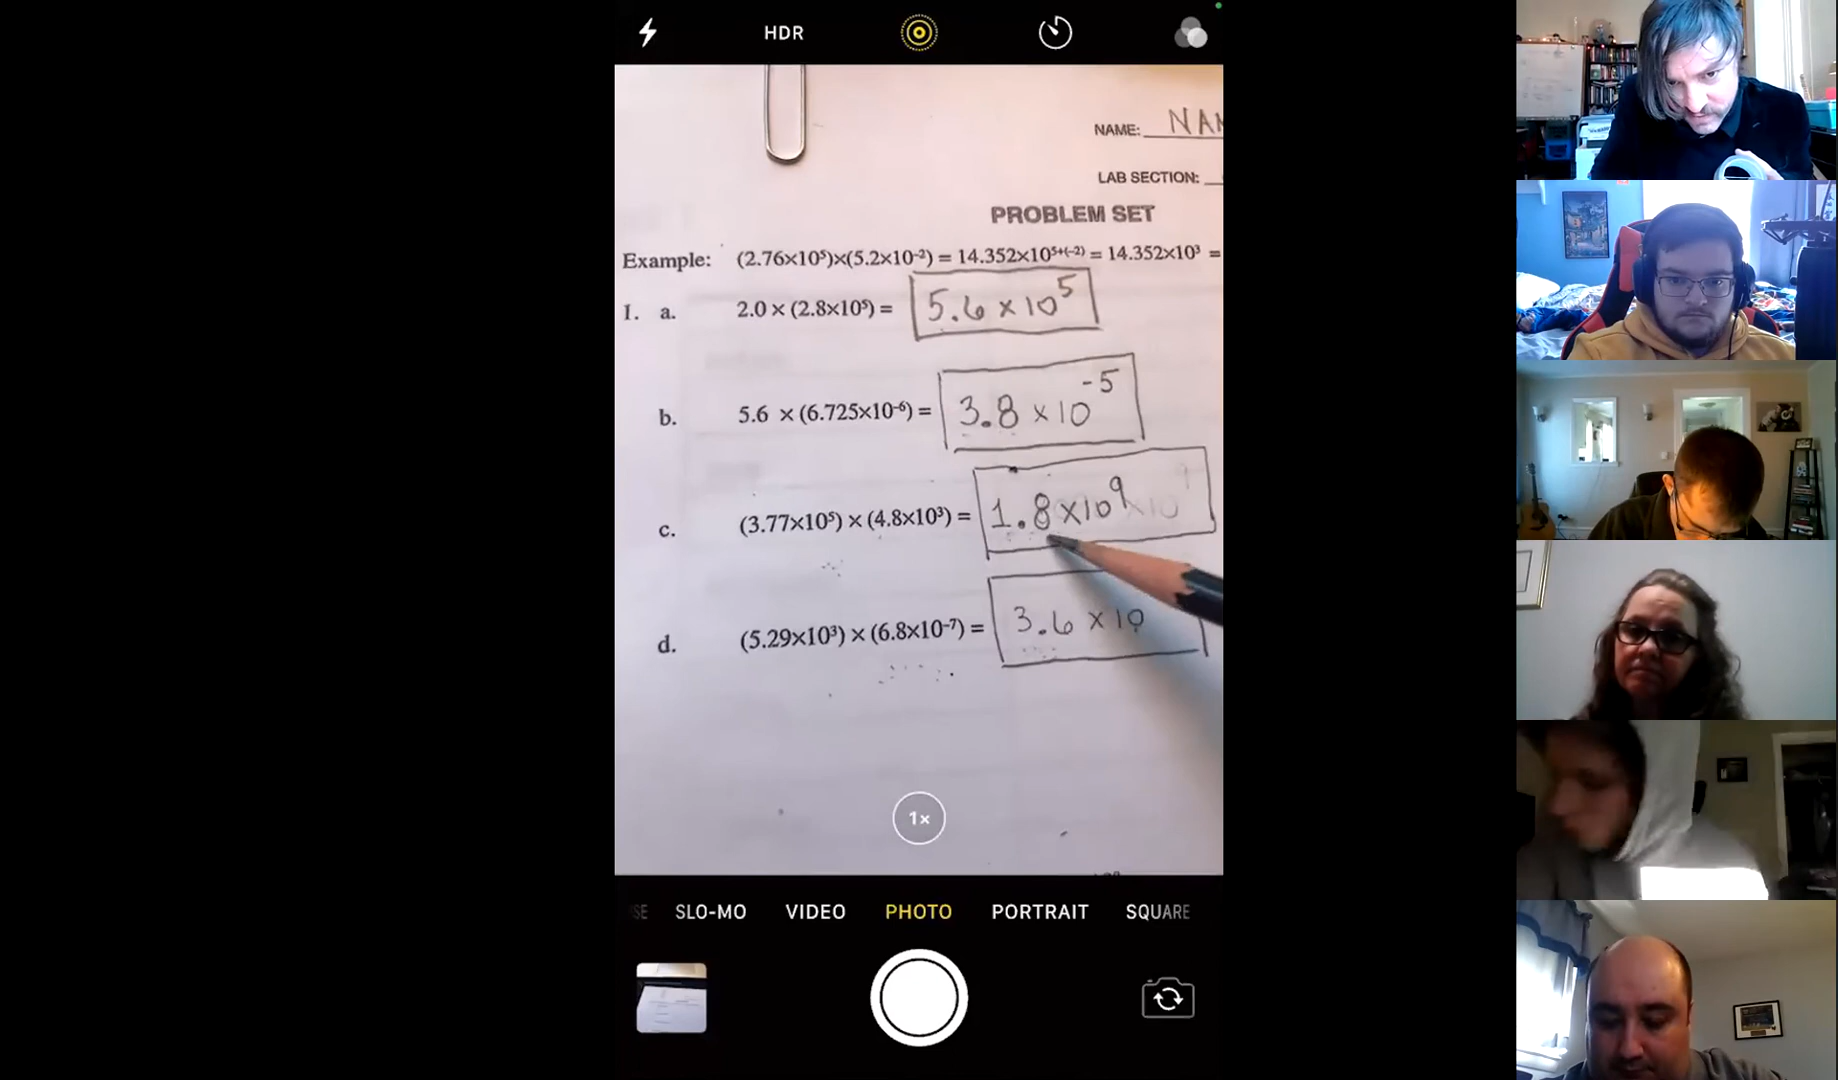 HDR
NAME: NAM
LAB SECTION:
PROBLEM SET
Example: (2.76×10⁵)×(5.2×10⁻²) = 14.352×10⁵⁺⁽⁻²⁾ = 14.352×10³ =
1. a. 2.0 × (2.8×10⁵) = 5.6 × 10⁵
b. 5.6 × (6.725×10⁻⁶) = 3.8 × 10⁻⁵
c. (3.77×10⁵) × (4.8×10³) = 1.8×10⁹
d. (5.29×10³) × (6.8×10⁻⁷) = 3.6 × 10
1×
SE SLO-MO VIDEO PHOTO PORTRAIT SQUARE